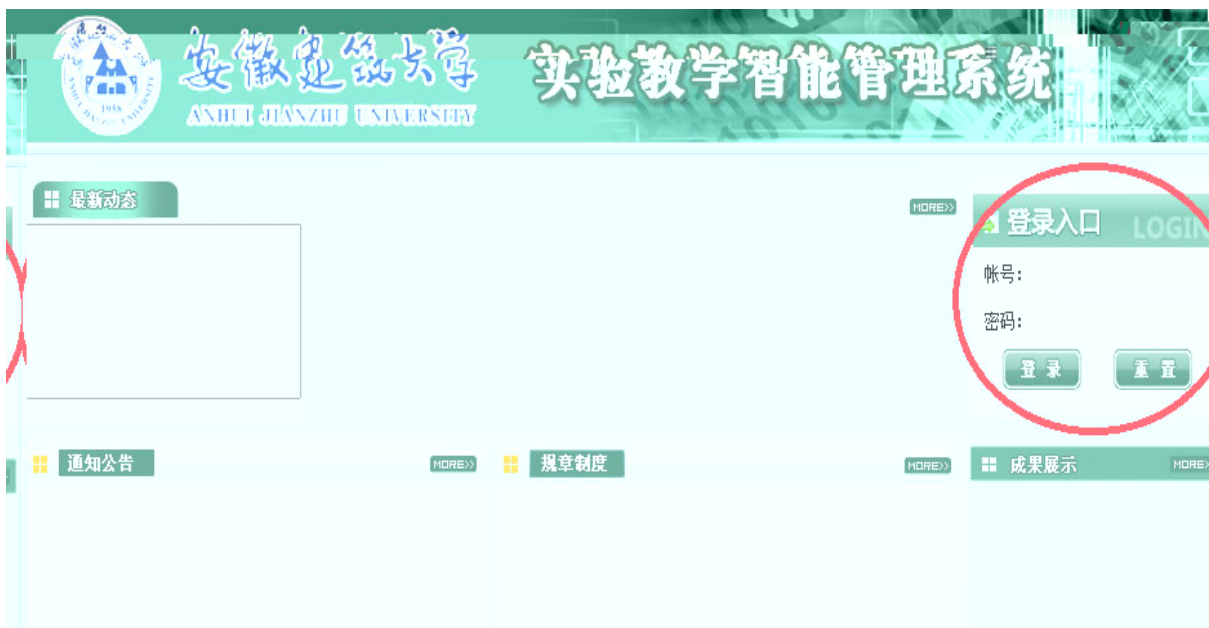 安徽建筑大学
ANHUI JIANZHU UNIVERSITY
1958
实验教学智能管理系统
最新动态
MORE>>
登录入口 LOGIN
帐号:
密码:
登 录 重 置
通知公告 MORE>>
规章制度 MORE>>
成果展示 MORE>